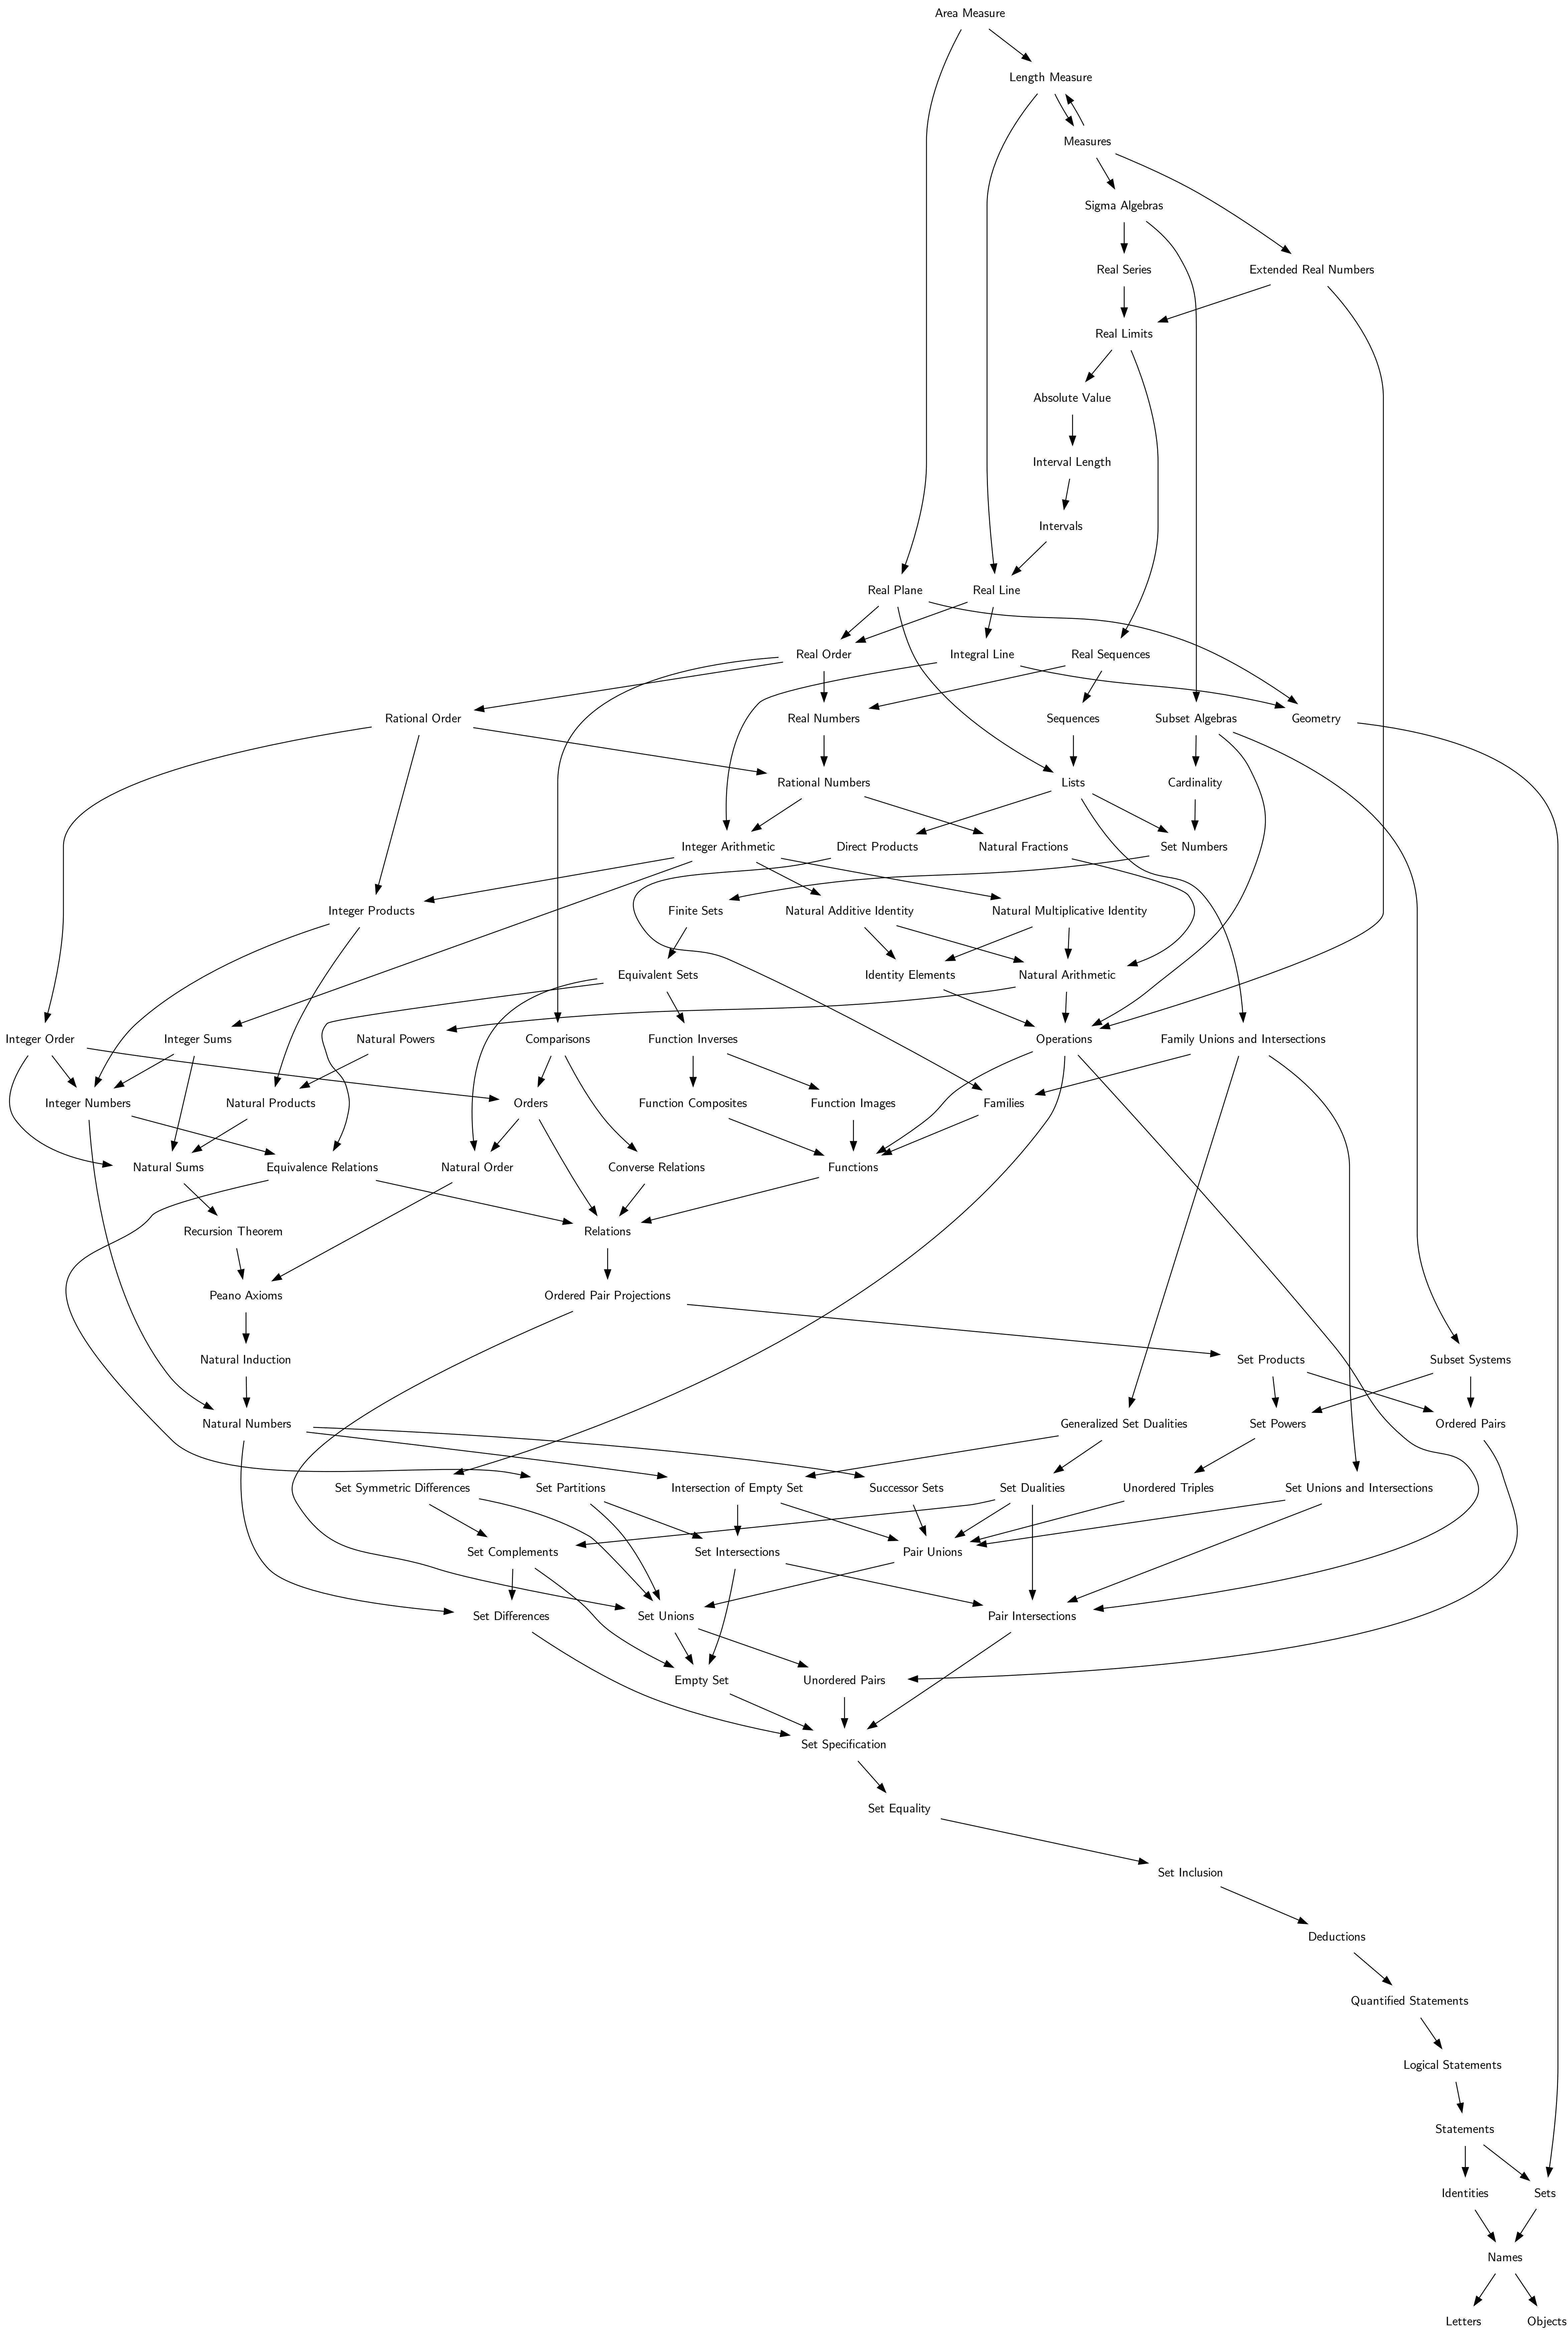 Area Measure
Length Measure
Measures
Sigma Algebras
Real Series
Extended Real Numbers
Real Limits
Absolute Value
Interval Length
Intervals
Real Plane
Real Line
Real Order
Integral Line
Real Sequences
Rational Order
Real Numbers
Sequences
Subset Algebras
Geometry
Rational Numbers
Lists
Cardinality
Integer Arithmetic
Direct Products
Natural Fractions
Set Numbers
Integer Products
Finite Sets
Natural Additive Identity
Natural Multiplicative Identity
Equivalent Sets
Identity Elements
Natural Arithmetic
Integer Order
Integer Sums
Natural Powers
Comparisons
Function Inverses
Operations
Family Unions and Intersections
Integer Numbers
Natural Products
Orders
Function Composites
Function Images
Families
Natural Sums
Equivalence Relations
Natural Order
Converse Relations
Functions
Recursion Theorem
Relations
Peano Axioms
Ordered Pair Projections
Natural Induction
Set Products
Subset Systems
Natural Numbers
Generalized Set Dualities
Set Powers
Ordered Pairs
Set Symmetric Differences
Set Partitions
Intersection of Empty Set
Successor Sets
Set Dualities
Unordered Triples
Set Unions and Intersections
Set Complements
Set Intersections
Pair Unions
Set Differences
Set Unions
Pair Intersections
Empty Set
Unordered Pairs
Set Specification
Set Equality
Set Inclusion
Deductions
Quantified Statements
Logical Statements
Statements
Identities
Sets
Names
Letters
Objects